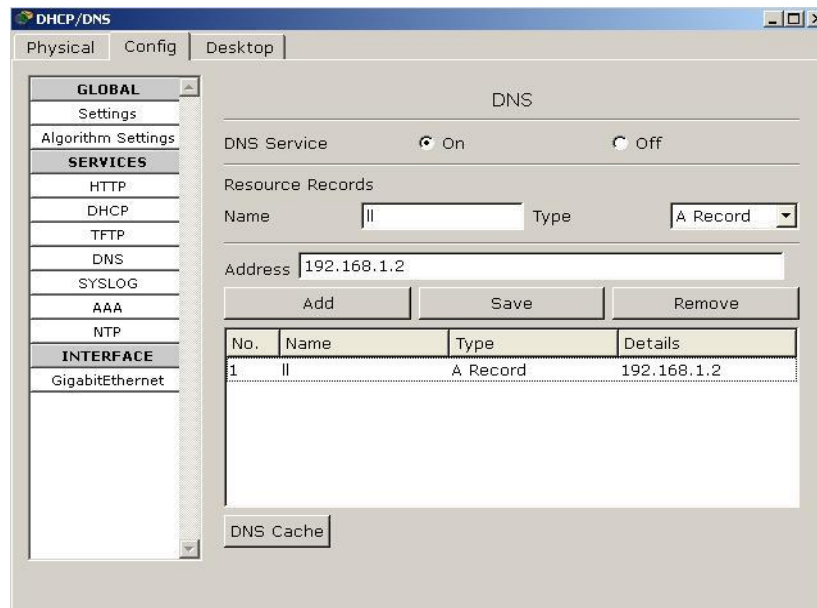 DHCP/DNS
Physical Config Desktop
GLOBAL
Settings
Algorithm Settings
SERVICES
HTTP
DHCP
TFTP
DNS
SYSLOG
AAA
NTP
INTERFACE
GigabitEthernet
DNS
DNS Service On Off
Resource Records
Name ll Type A Record
Address 192.168.1.2
Add Save Remove
No. Name Type Details
1 ll A Record 192.168.1.2
DNS Cache